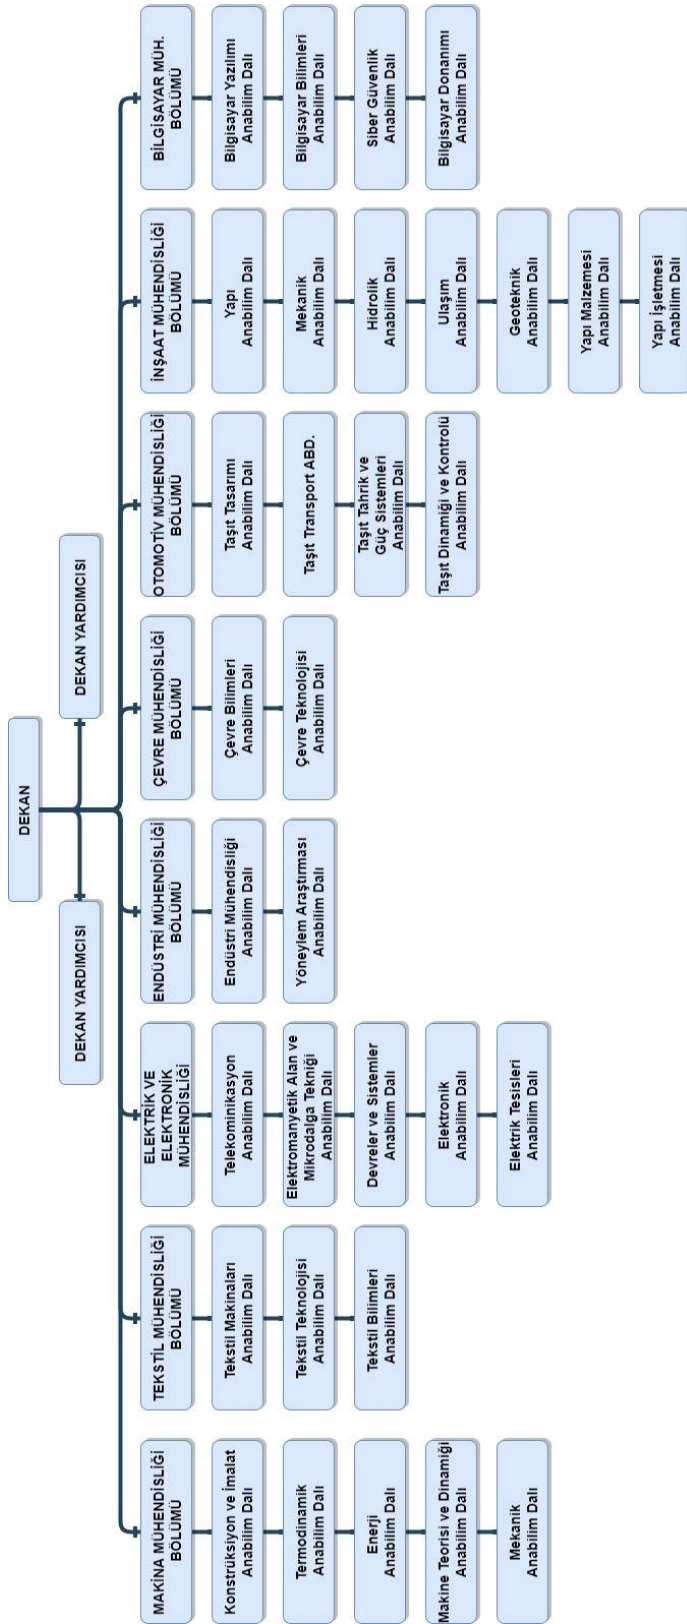 DEKAN
DEKAN YARDIMCISI
DEKAN YARDIMCISI
MAKİNA MÜHENDİSLİĞİ
BÖLÜMÜ
Konstrüksiyon ve İmalat
Anabilim Dalı
Termodinamik
Anabilim Dalı
Enerji
Anabilim Dalı
Makine Teorisi ve Dinamiği
Anabilim Dalı
Mekanik
Anabilim Dalı
TEKSTİL MÜHENDİSLİĞİ
BÖLÜMÜ
Tekstil Makinaları
Anabilim Dalı
Tekstil Teknolojisi
Anabilim Dalı
Tekstil Bilimleri
Anabilim Dalı
ELEKTRİK VE
ELEKTRONİK
MÜHENDİSLİĞİ
Telekominikasyon
Anabilim Dalı
Elektromanyetik Alan ve
Mikrodalga Tekniği
Anabilim Dalı
Devreler ve Sistemler
Anabilim Dalı
Elektronik
Anabilim Dalı
Elektrik Tesisleri
Anabilim Dalı
ENDÜSTRİ MÜHENDİSLİĞİ
BÖLÜMÜ
Endüstri Mühendisliği
Anabilim Dalı
Yöneylem Araştırması
Anabilim Dalı
ÇEVRE MÜHENDİSLİĞİ
BÖLÜMÜ
Çevre Bilimleri
Anabilim Dalı
Çevre Teknolojisi
Anabilim Dalı
OTOMOTİV MÜHENDİSLİĞİ
BÖLÜMÜ
Taşıt Tasarımı
Anabilim Dalı
Taşıt Transport ABD.
Taşıt Tahrik ve
Güç Sistemleri
Anabilim Dalı
Taşıt Dinamiği ve Kontrolü
Anabilim Dalı
İNŞAAT MÜHENDİSLİĞİ
BÖLÜMÜ
Yapı
Anabilim Dalı
Mekanik
Anabilim Dalı
Hidrolik
Anabilim Dalı
Ulaşım
Anabilim Dalı
Geoteknik
Anabilim Dalı
Yapı Malzemesi
Anabilim Dalı
Yapı İşletmesi
Anabilim Dalı
BİLGİSAYAR MÜH.
BÖLÜMÜ
Bilgisayar Yazılımı
Anabilim Dalı
Bilgisayar Bilimleri
Anabilim Dalı
Siber Güvenlik
Anabilim Dalı
Bilgisayar Donanımı
Anabilim Dalı